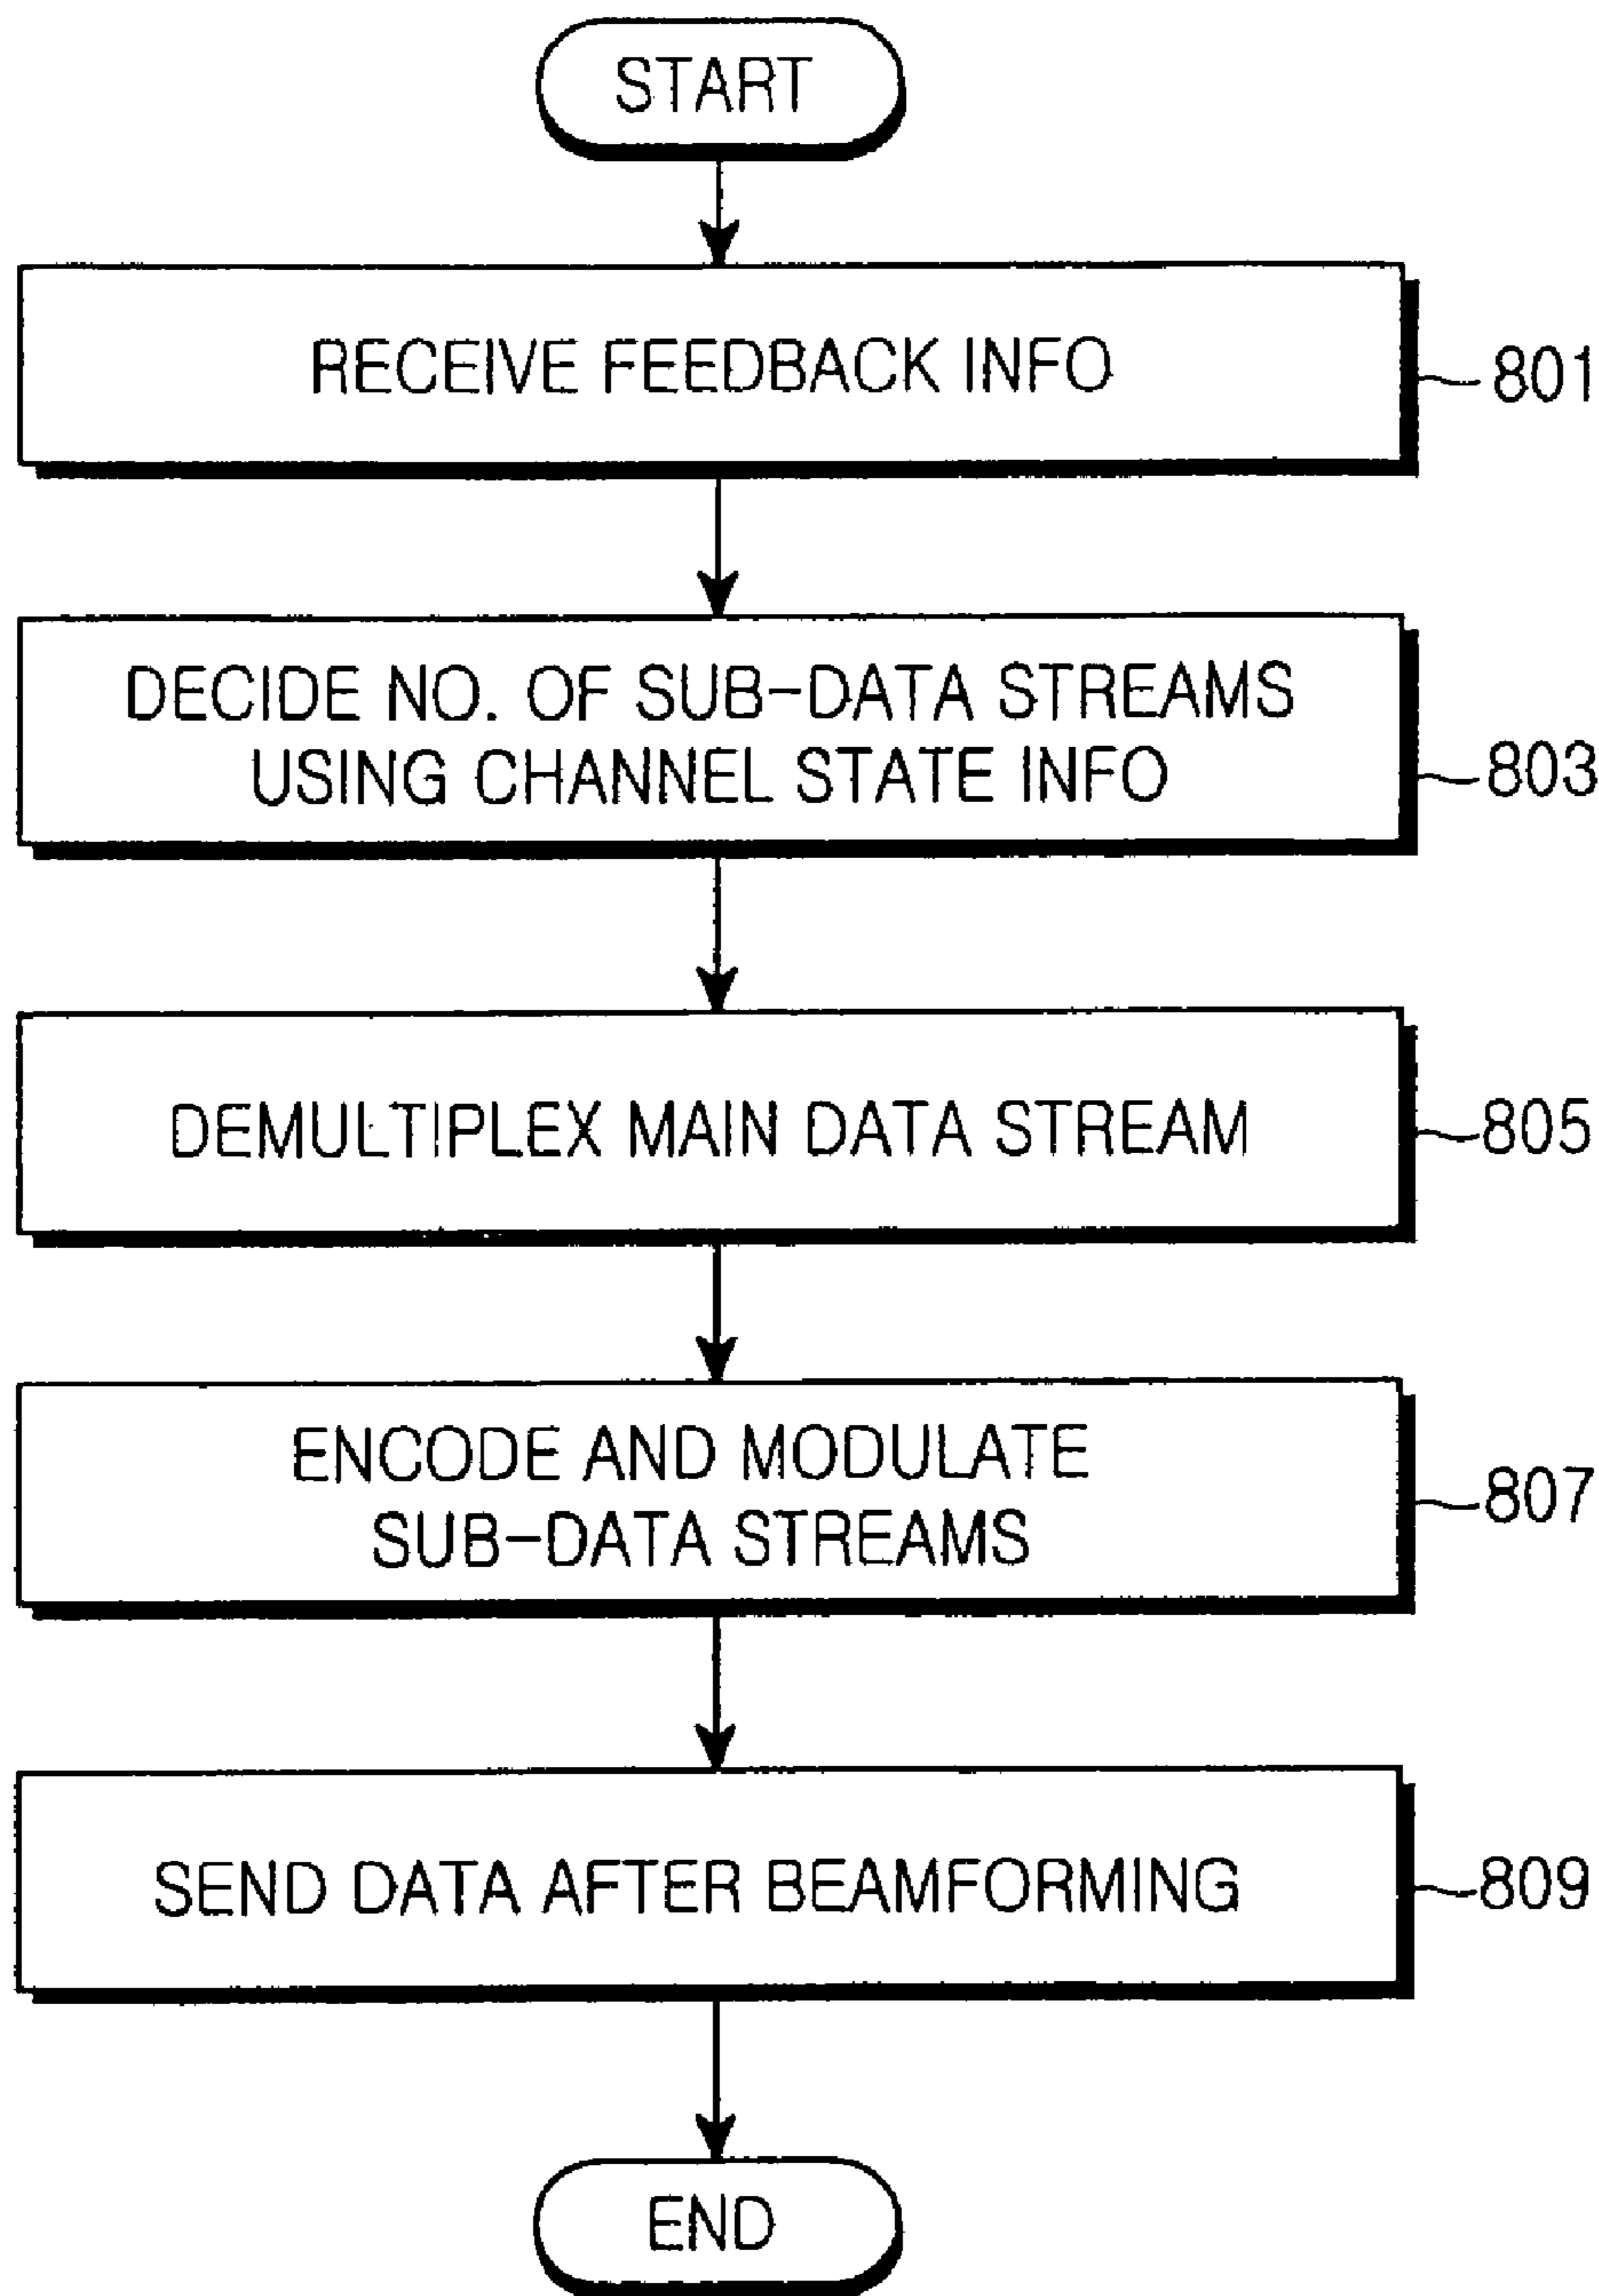 START
RECEIVE FEEDBACK INFO
801
DECIDE NO. OF SUB-DATA STREAMS
USING CHANNEL STATE INFO
803
DEMULTIPLEX MAIN DATA STREAM
805
ENCODE AND MODULATE
SUB-DATA STREAMS
807
SEND DATA AFTER BEAMFORMING
809
END